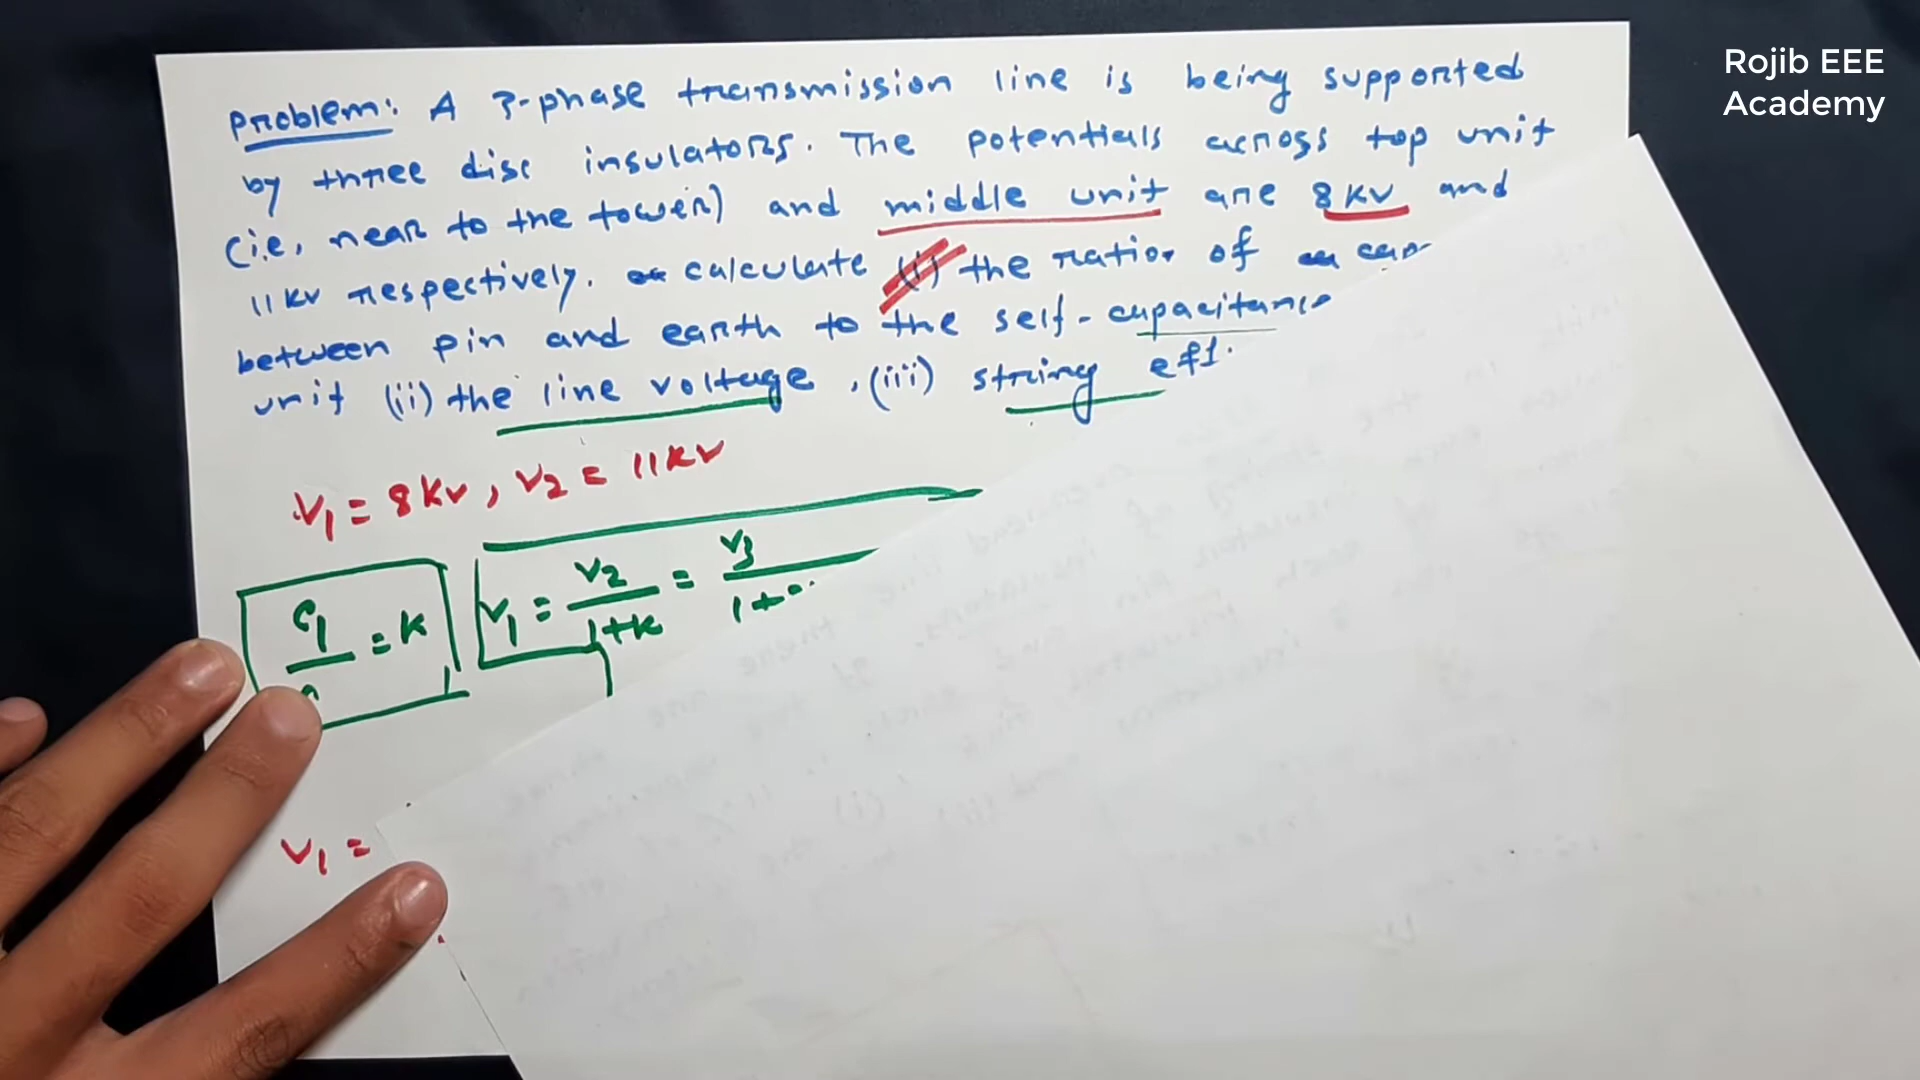 Rojib EEE
Academy
Problem: A 3-phase transmission line is being supported
by three disc insulators. The potentials across top unit
(i.e, near to the tower) and middle unit are 8 kv and
11 kv respectively. calculate (i) the ratio of
between pin and earth to the self-capacitance
unit (ii) the line voltage, (iii) string
V1 = 8 kv, V2 = 11 kv
C1 = K V1 = V2/1+K = V3/1+
V1 =